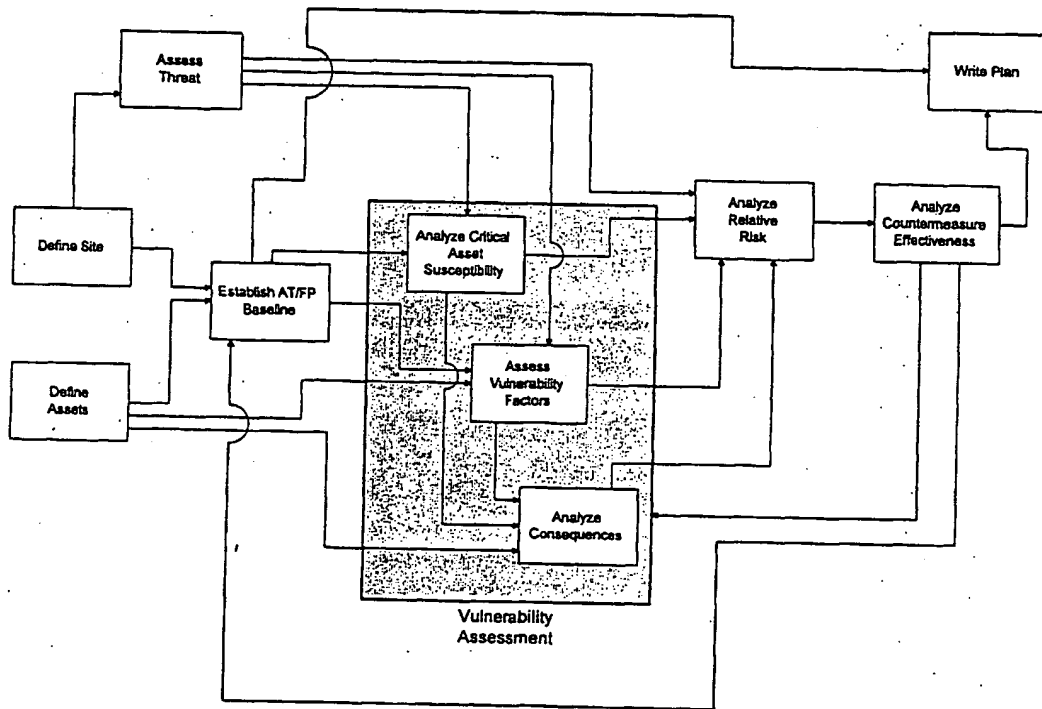 Assess
Threat
Write Plan
Define Site
Analyze Critical
Asset
Susceptibility
Analyze
Relative
Risk
Analyze
Countermeasure
Effectiveness
Establish AT/FP
Baseline
Define
Assets
Assess
Vulnerability
Factors
Analyze
Consequences
Vulnerability
Assessment